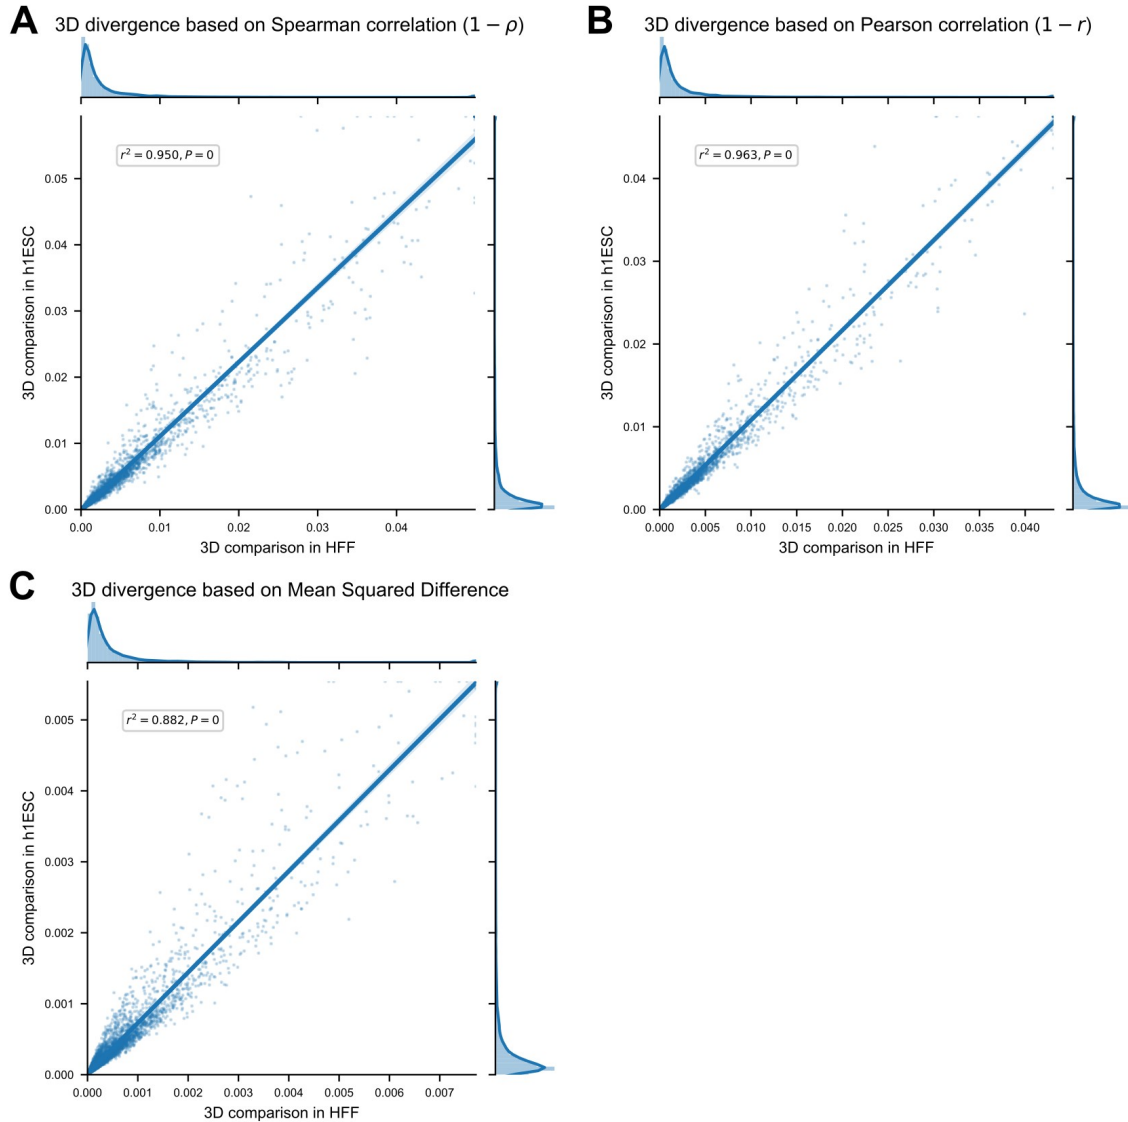 A
3D divergence based on Spearman correlation (1 − ρ)
r² = 0.950, P = 0
0.05
0.04
0.03
0.02
0.01
0.00
3D comparison in h1ESC
0.00 0.01 0.02 0.03 0.04
3D comparison in HFF
B
3D divergence based on Pearson correlation (1 − r)
r² = 0.963, P = 0
0.04
0.03
0.02
0.01
0.00
3D comparison in h1ESC
0.000 0.005 0.010 0.015 0.020 0.025 0.030 0.035 0.040
3D comparison in HFF
C
3D divergence based on Mean Squared Difference
r² = 0.882, P = 0
0.005
0.004
0.003
0.002
0.001
0.000
3D comparison in h1ESC
0.000 0.001 0.002 0.003 0.004 0.005 0.006 0.007
3D comparison in HFF